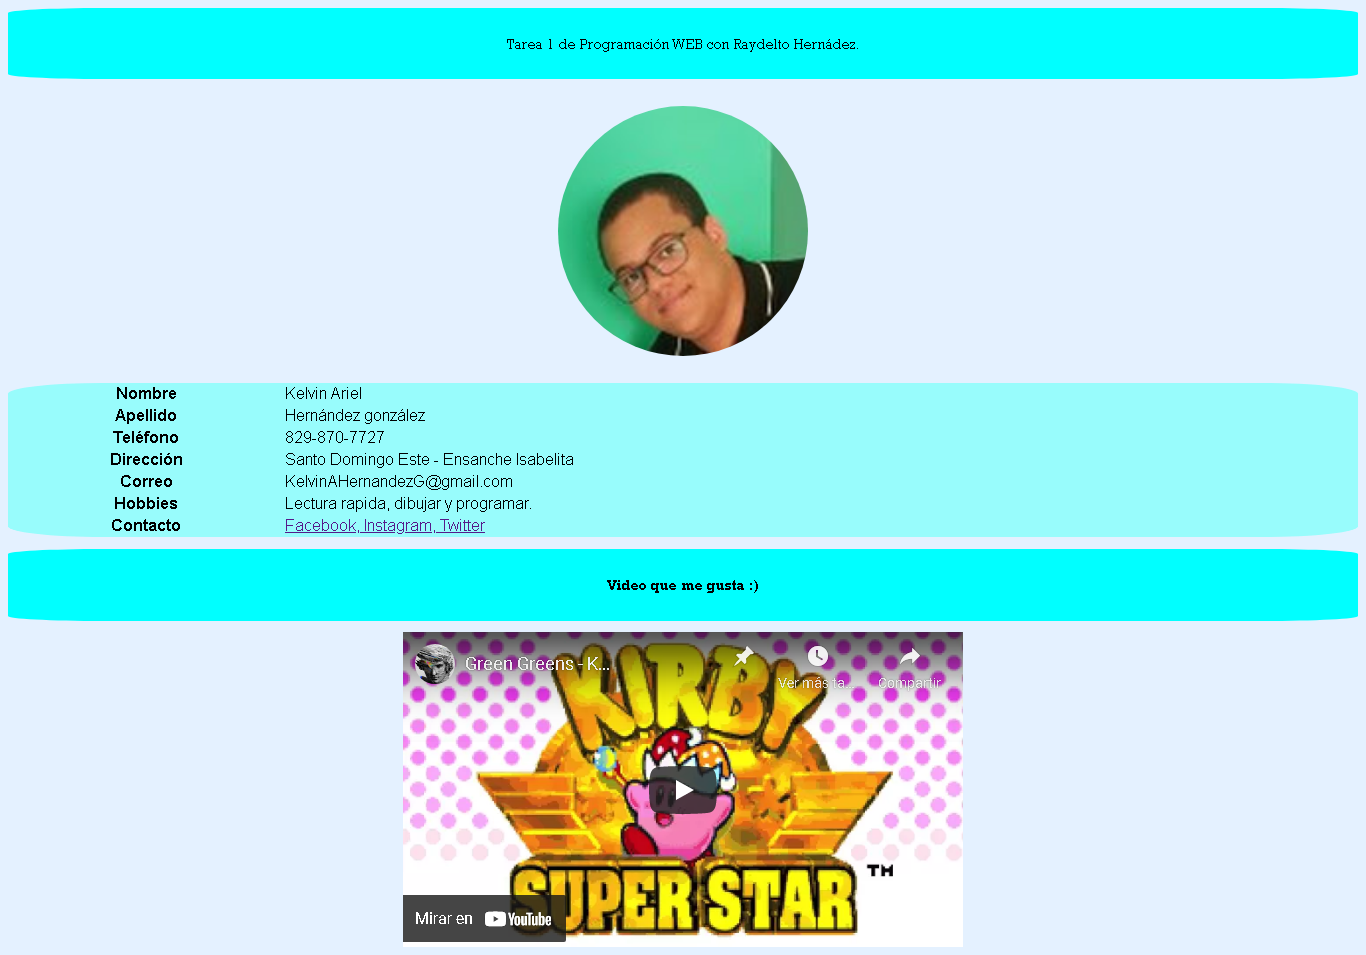 Tarea 1 de Programación WEB con Raydelto Hernádez.
Nombre Kelvin Ariel
Apellido Hernández gonzález
Teléfono 829-870-7727
Dirección Santo Domingo Este - Ensanche Isabelita
Correo KelvinAHernandezG@gmail.com
Hobbies Lectura rapida, dibujar y programar.
Contacto Facebook, Instagram, Twitter
Video que me gusta :)
Green Greens - K...
Ver más ta... Compartir
KIRBY
SUPER STAR TM
Mirar en YouTube